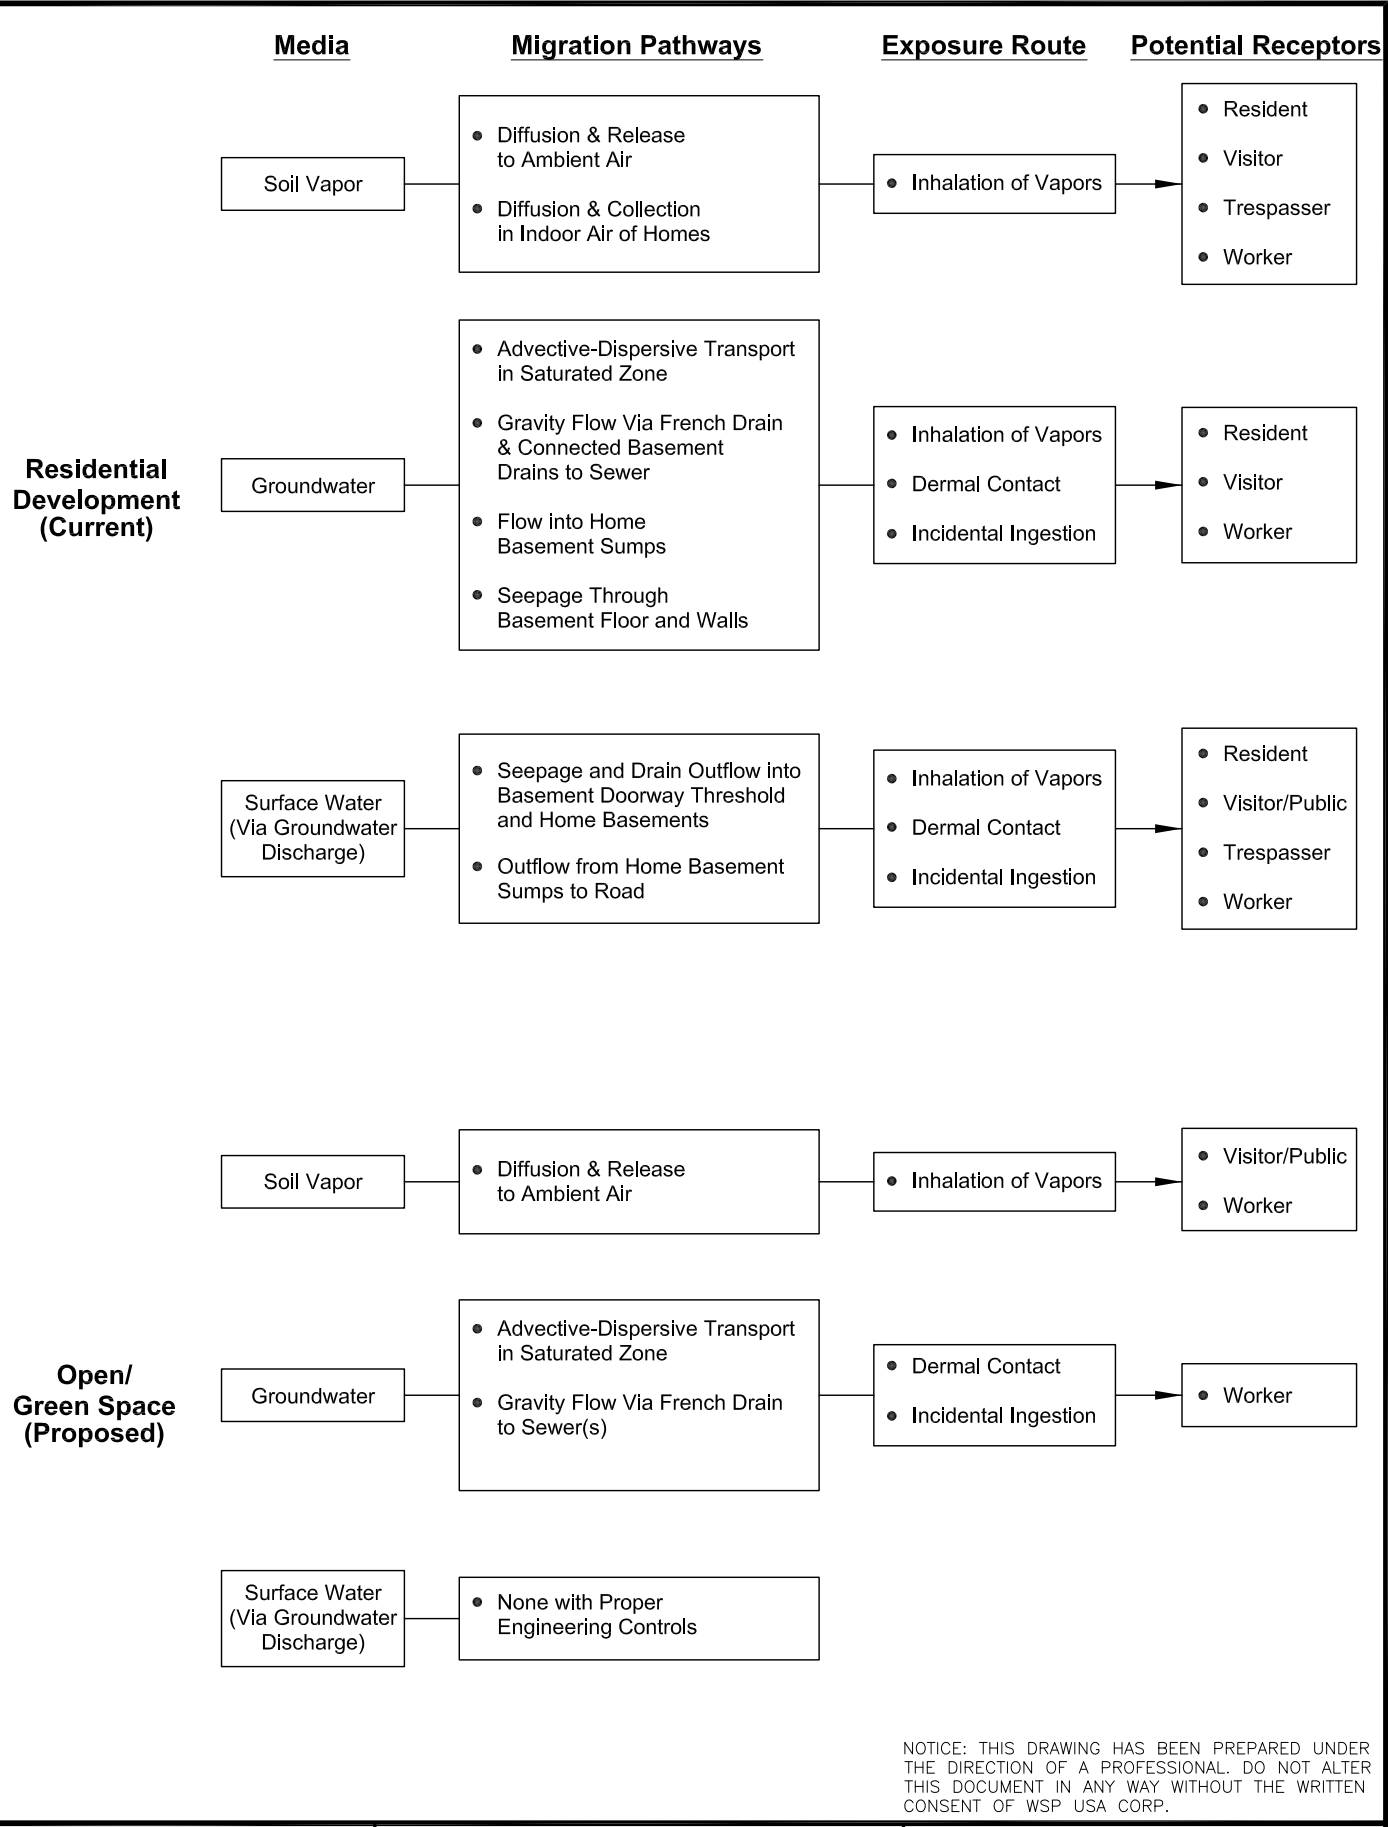 Media
Migration Pathways
Exposure Route
Potential Receptors
Residential
Development
(Current)
Soil Vapor
• Diffusion & Release
to Ambient Air
• Diffusion & Collection
in Indoor Air of Homes
• Inhalation of Vapors
• Resident
• Visitor
• Trespasser
• Worker
Groundwater
• Advective-Dispersive Transport
in Saturated Zone
• Gravity Flow Via French Drain
& Connected Basement
Drains to Sewer
• Flow into Home
Basement Sumps
• Seepage Through
Basement Floor and Walls
• Inhalation of Vapors
• Dermal Contact
• Incidental Ingestion
• Resident
• Visitor
• Worker
Surface Water
(Via Groundwater
Discharge)
• Seepage and Drain Outflow into
Basement Doorway Threshold
and Home Basements
• Outflow from Home Basement
Sumps to Road
• Inhalation of Vapors
• Dermal Contact
• Incidental Ingestion
• Resident
• Visitor/Public
• Trespasser
• Worker
Open/
Green Space
(Proposed)
Soil Vapor
• Diffusion & Release
to Ambient Air
• Inhalation of Vapors
• Visitor/Public
• Worker
Groundwater
• Advective-Dispersive Transport
in Saturated Zone
• Gravity Flow Via French Drain
to Sewer(s)
• Dermal Contact
• Incidental Ingestion
• Worker
Surface Water
(Via Groundwater
Discharge)
• None with Proper
Engineering Controls
NOTICE: THIS DRAWING HAS BEEN PREPARED UNDER
THE DIRECTION OF A PROFESSIONAL. DO NOT ALTER
THIS DOCUMENT IN ANY WAY WITHOUT THE WRITTEN
CONSENT OF WSP USA CORP.